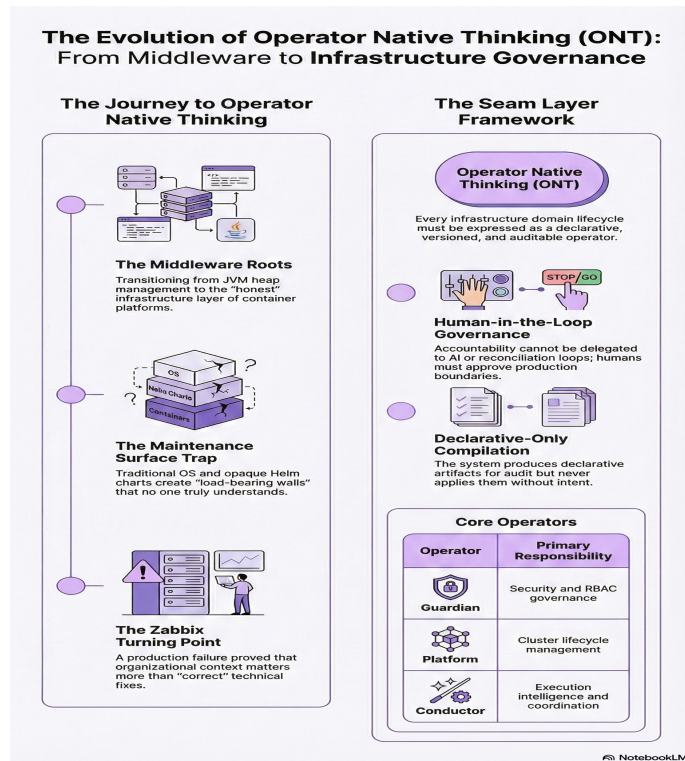 The Evolution of Operator Native Thinking (ONT):
From Middleware to Infrastructure Governance
The Journey to Operator
Native Thinking
The Middleware Roots
Transitioning from JVM heap
management to the "honest"
infrastructure layer of container
platforms.
OS
Nelio Charlo
Containers
?
?
The Maintenance
Surface Trap
Traditional OS and opaque Helm
charts create "load-bearing walls"
that no one truly understands.
!
The Zabbix
Turning Point
A production failure proved that
organizational context matters
more than "correct" technical
fixes.
The Seam Layer
Framework
Operator Native
Thinking (ONT)
Every infrastructure domain lifecycle
must be expressed as a declarative,
versioned, and auditable operator.
STOP/GO
Human-in-the-Loop
Governance
Accountability cannot be delegated
to AI or reconciliation loops; humans
must approve production
boundaries.
Declarative-Only
Compilation
The system produces declarative
artifacts for audit but never
applies them without intent.
Core Operators
Operator Primary Responsibility
Guardian Security and RBAC governance
Platform Cluster lifecycle management
Conductor Execution intelligence and coordination
NotebookLM